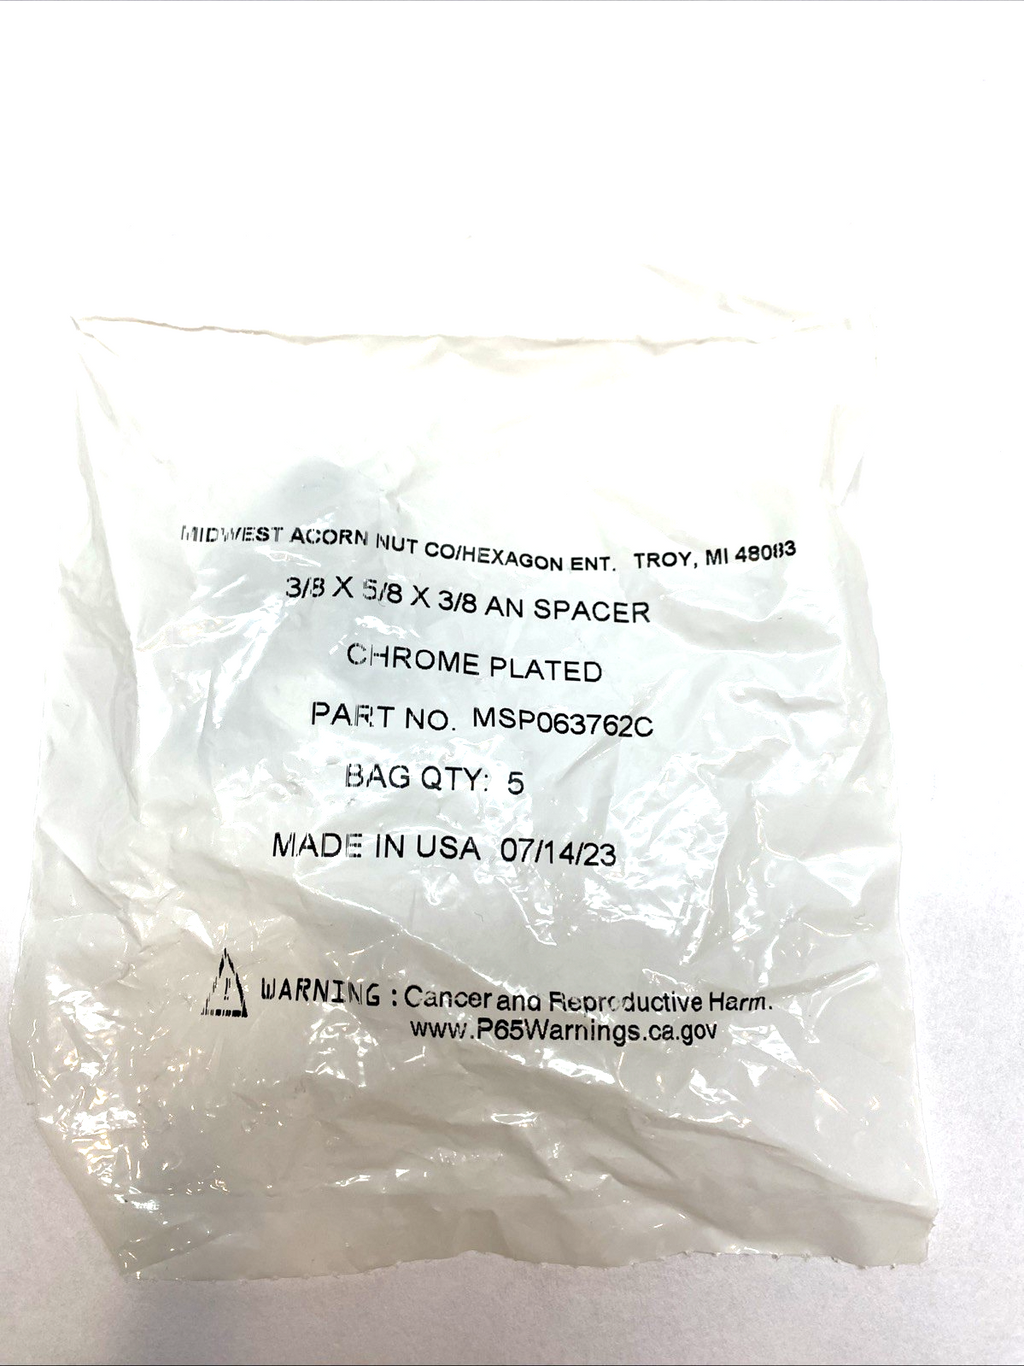 MIDWEST ACORN NUT CO/HEXAGON ENT. TROY, MI 48083
3/8 X 5/8 X 3/8 AN SPACER
CHROME PLATED
PART NO. MSP063762C
BAG QTY: 5
MADE IN USA 07/14/23
! WARNING : Cancer and Reproductive Harm.
www.P65Warnings.ca.gov